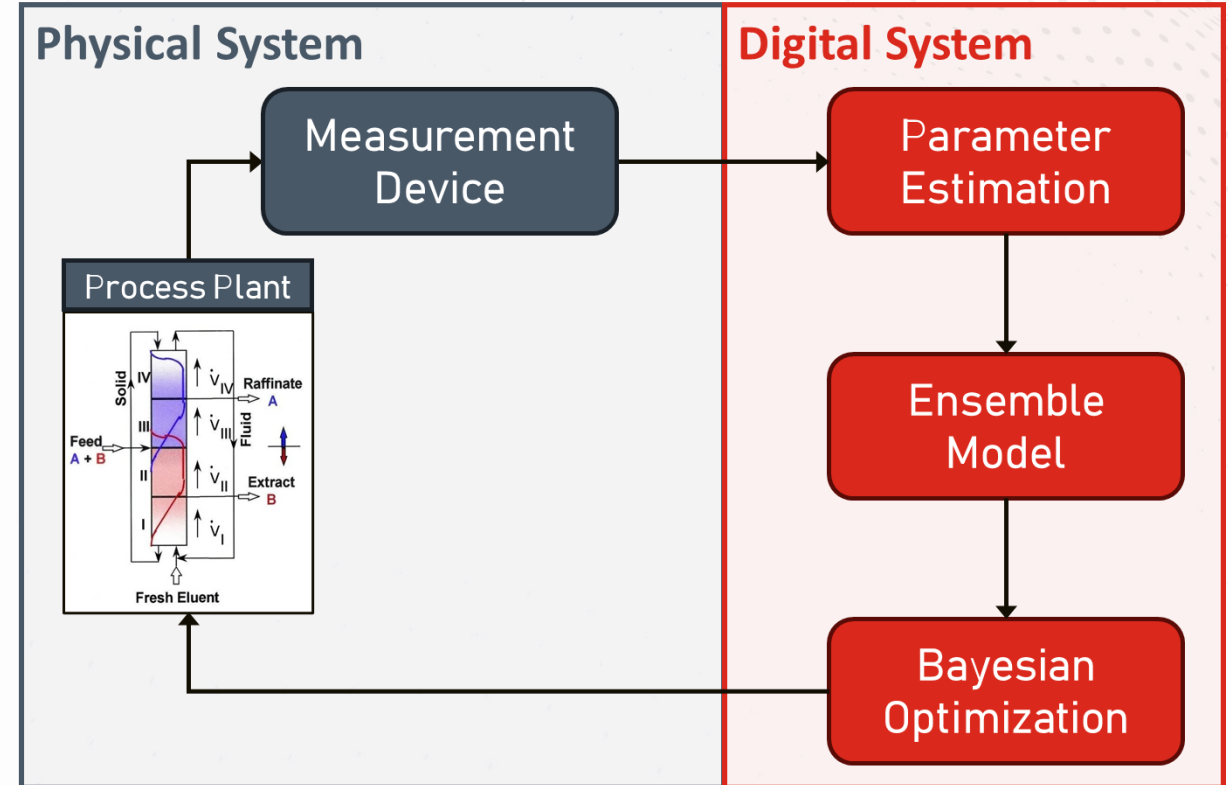 Physical System
Digital System
Measurement
Device
Parameter
Estimation
Process Plant
Solid
IV
V̇IV
Raffinate
A
III
V̇III
Fluid
Feed
A + B
II
V̇II
Extract
B
I
V̇I
Fresh Eluent
Ensemble
Model
Bayesian
Optimization